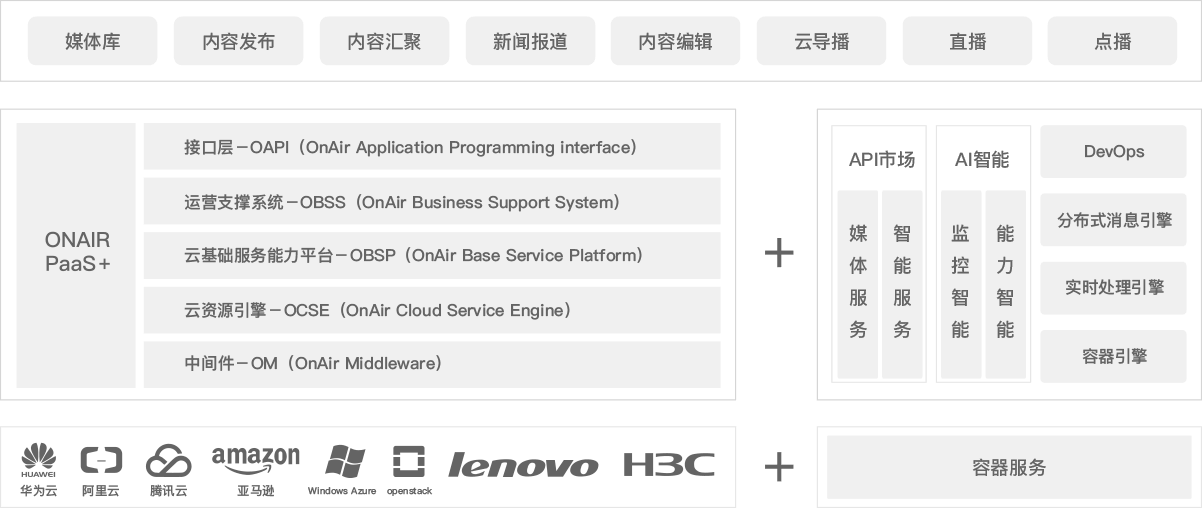 媒体库
内容发布
内容汇聚
新闻报道
内容编辑
云导播
直播
点播
ONAIR
PaaS+
接口层－OAPI（OnAir Application Programming interface）
运营支撑系统－OBSS（OnAir Business Support System）
云基础服务能力平台－OBSP（OnAir Base Service Platform）
云资源引擎－OCSE（OnAir Cloud Service Engine）
中间件－OM（OnAir Middleware）
+
API市场
媒体服务
智能服务
AI智能
监控智能
能力智能
DevOps
分布式消息引擎
实时处理引擎
容器引擎
HUAWEI
华为云
阿里云
腾讯云
amazon
亚马逊
Windows Azure
openstack
lenovo
H3C
+
容器服务